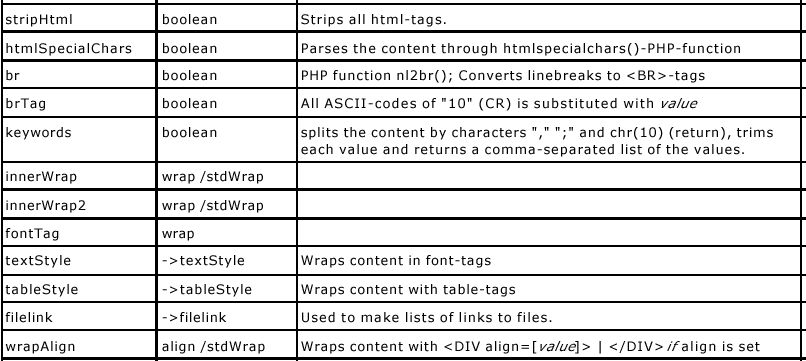 stripHtml boolean Strips all html-tags.
htmlSpecialChars boolean Parses the content through htmlspecialchars()-PHP-function
br boolean PHP function nl2br(); Converts linebreaks to <BR>-tags
brTag boolean All ASCII-codes of "10" (CR) is substituted with value
keywords boolean splits the content by characters "," ";" and chr(10) (return), trims
each value and returns a comma-separated list of the values.
innerWrap wrap /stdWrap
innerWrap2 wrap /stdWrap
fontTag wrap
textStyle ->textStyle Wraps content in font-tags
tableStyle ->tableStyle Wraps content with table-tags
filelink ->filelink Used to make lists of links to files.
wrapAlign align /stdWrap Wraps content with <DIV align=[value]> | </DIV> if align is set